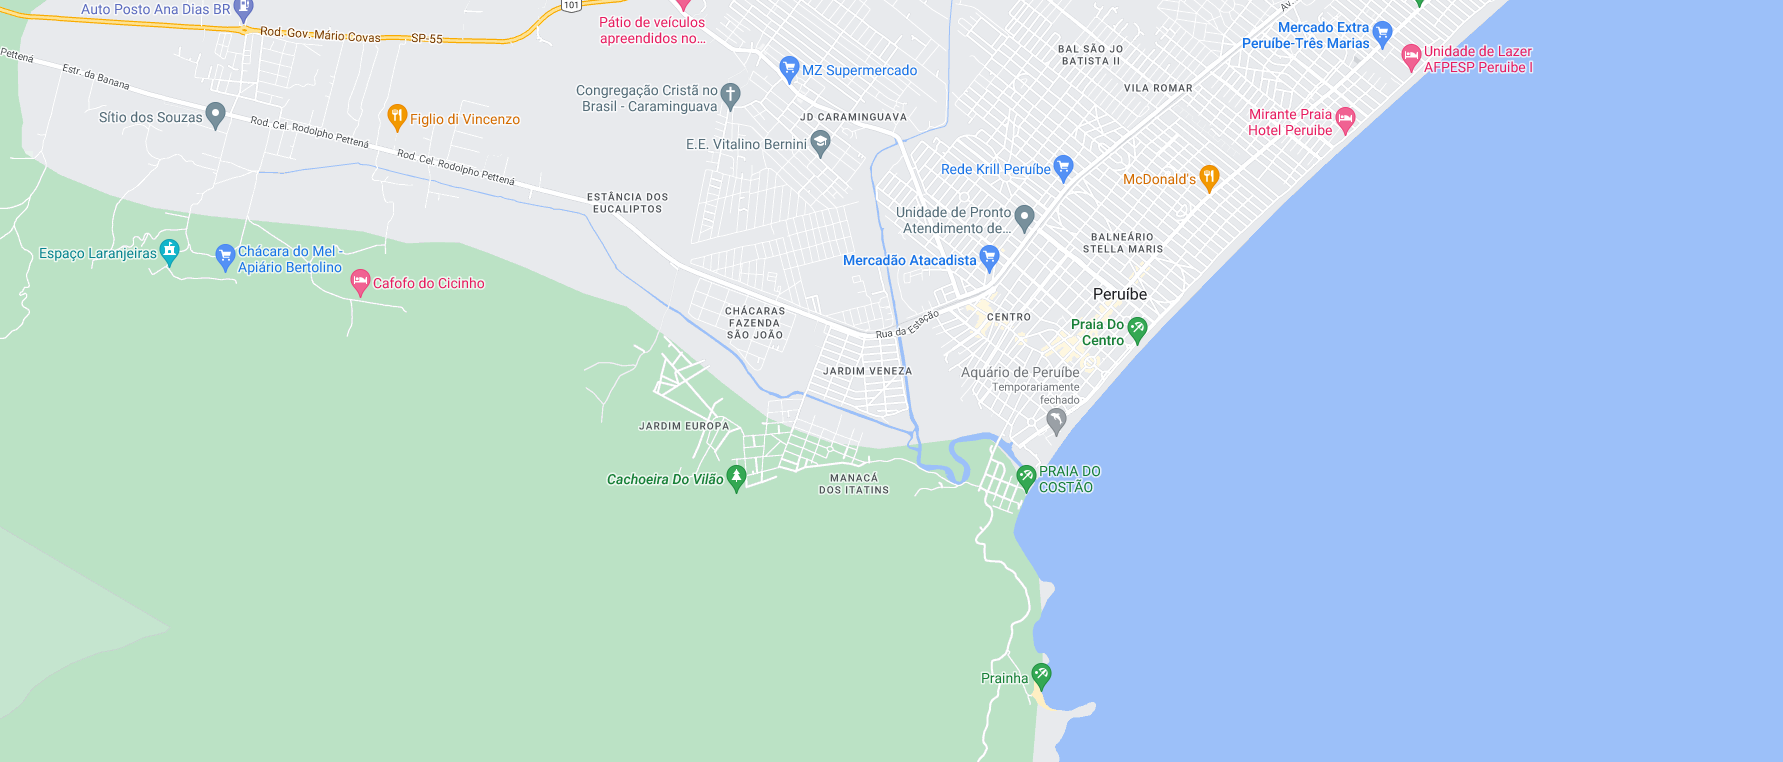 Auto Posto Ana Dias BR
Rod. Gov. Mário Covas
SP-55
101
Pátio de veículos
apreendidos no...
Av.
Mercado Extra
Peruíbe-Três Marias
Unidade de Lazer
AFPESP Peruibe I
BAL SÃO JO
BATISTA II
Pettená
Estr. da Banana
MZ Supermercado
VILA ROMAR
Congregação Cristã no
Brasil - Caraminguava
Sítio dos Souzas
Rod. Cel. Rodolpho Pettená
Figlio di Vincenzo
JD CARAMINGUAVA
Mirante Praia
Hotel Peruibe
E.E. Vitalino Bernini
Rod. Cel. Rodolpho Pettená
Rede Krill Peruíbe
McDonald's
ESTÂNCIA DOS
EUCALIPTOS
Unidade de Pronto
Atendimento de...
BALNEÁRIO
STELLA MARIS
Espaço Laranjeiras
Chácara do Mel -
Apiário Bertolino
Mercadão Atacadista
Cafofo do Cicinho
Peruíbe
CHÁCARAS
FAZENDA
SÃO JOÃO
Rua da Estação
CENTRO
Praia Do
Centro
JARDIM VENEZA
Aquário de Peruíbe
Temporariamente
fechado
JARDIM EUROPA
Cachoeira Do Vilão
MANACÁ
DOS ITATINS
PRAIA DO
COSTÃO
Prainha